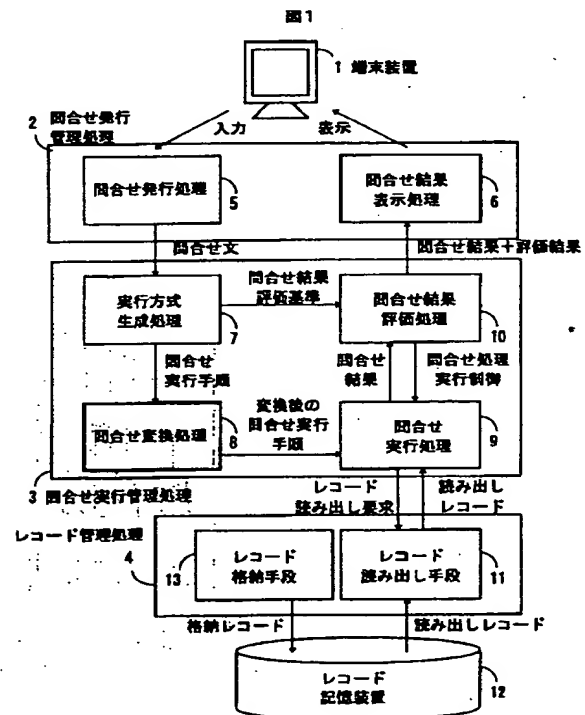 図1
1 端末装置
2 問合せ発行
管理処理
入力
表示
問合せ発行処理
5
問合せ結果
表示処理
6
問合せ文
問合せ結果+評価結果
実行方式
生成処理
7
問合せ結果
評価基準
問合せ結果
評価処理
10
問合せ
実行手順
問合せ
結果
問合せ処理
実行制御
問合せ変換処理
8
変換後の
問合せ実行
手順
問合せ
実行処理
9
3 問合せ実行管理処理
レコード
読み出し要求
読み出し
レコード
レコード管理処理
4
13
レコード
格納手段
レコード
読み出し手段
11
格納レコード
読み出しレコード
レコード
記憶装置
12